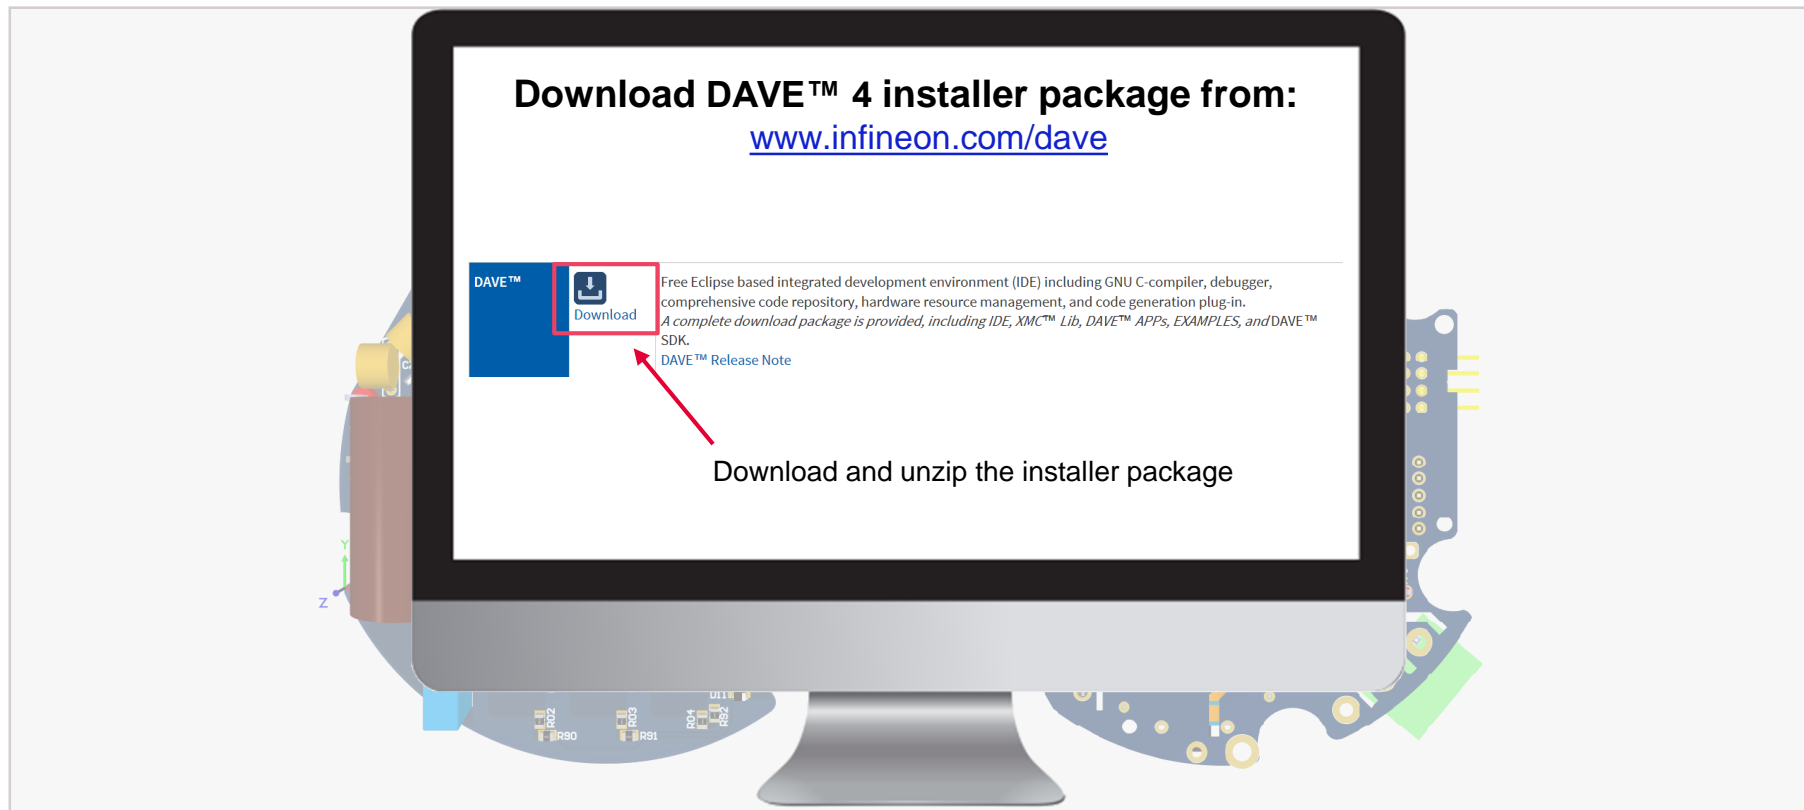 Download DAVE™ 4 installer package from:
www.infineon.com/dave
DAVE™
Download
Free Eclipse based integrated development environment (IDE) including GNU C-compiler, debugger,
comprehensive code repository, hardware resource management, and code generation plug-in.
A complete download package is provided, including IDE, XMC™ Lib, DAVE™ APPs, EXAMPLES, and DAVE™
SDK.
DAVE™ Release Note
Download and unzip the installer package
Y
Z
R02
R90
R03
R91
R04
R92